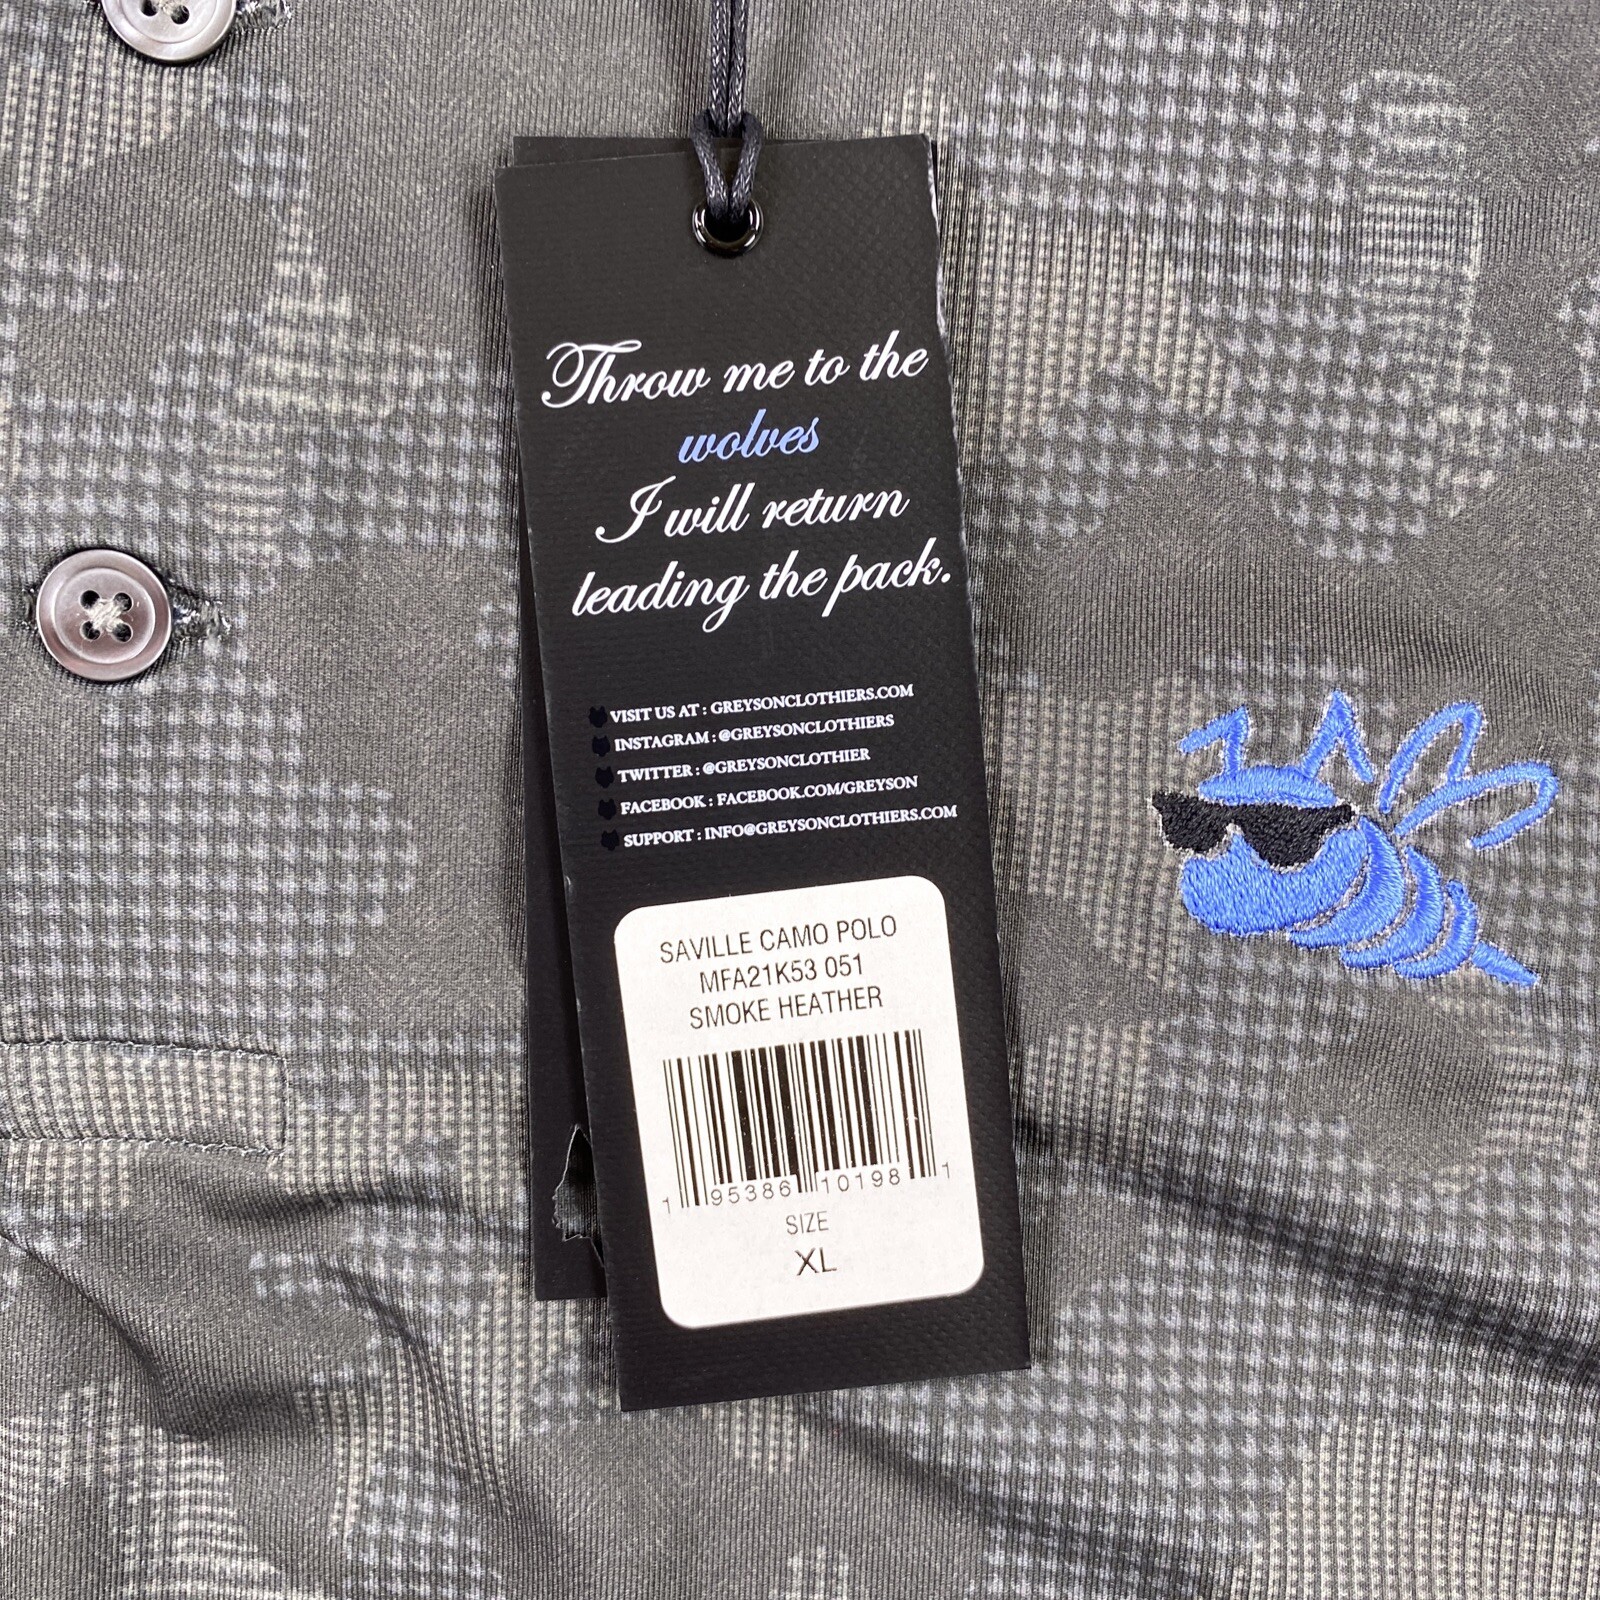 Throw me to the
wolves
I will return
leading the pack.
VISIT US AT : GREYSONCLOTHIERS.COM
INSTAGRAM : @GREYSONCLOTHIERS
TWITTER : @GREYSONCLOTHIER
FACEBOOK : FACEBOOK.COM/GREYSON
SUPPORT : INFO@GREYSONCLOTHIERS.COM
SAVILLE CAMO POLO
MFA21K53 051
SMOKE HEATHER
1 95386 10198 1
SIZE
XL